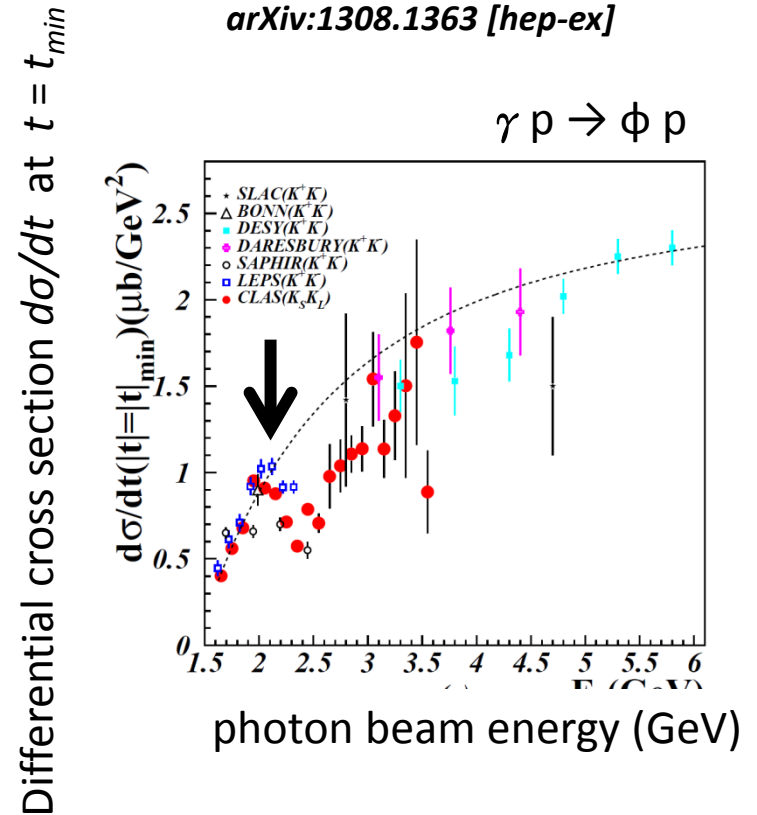 arXiv:1308.1363 [hep-ex]
Differential cross section dσ/dt at t = tmin
γ p → ϕ p
dσ/dt(|t|=|t|min)(μb/GeV²)
SLAC(K⁺K⁻)
BONN(K⁺K⁻)
DESY(K⁺K⁻)
DARESBURY(K⁺K⁻)
SAPHIR(K⁺K⁻)
LEPS(K⁺K⁻)
CLAS(KSKL)
2.5
2
1.5
1
0.5
0
1.5 2 2.5 3 3.5 4 4.5 5 5.5 6
(GeV)
photon beam energy (GeV)